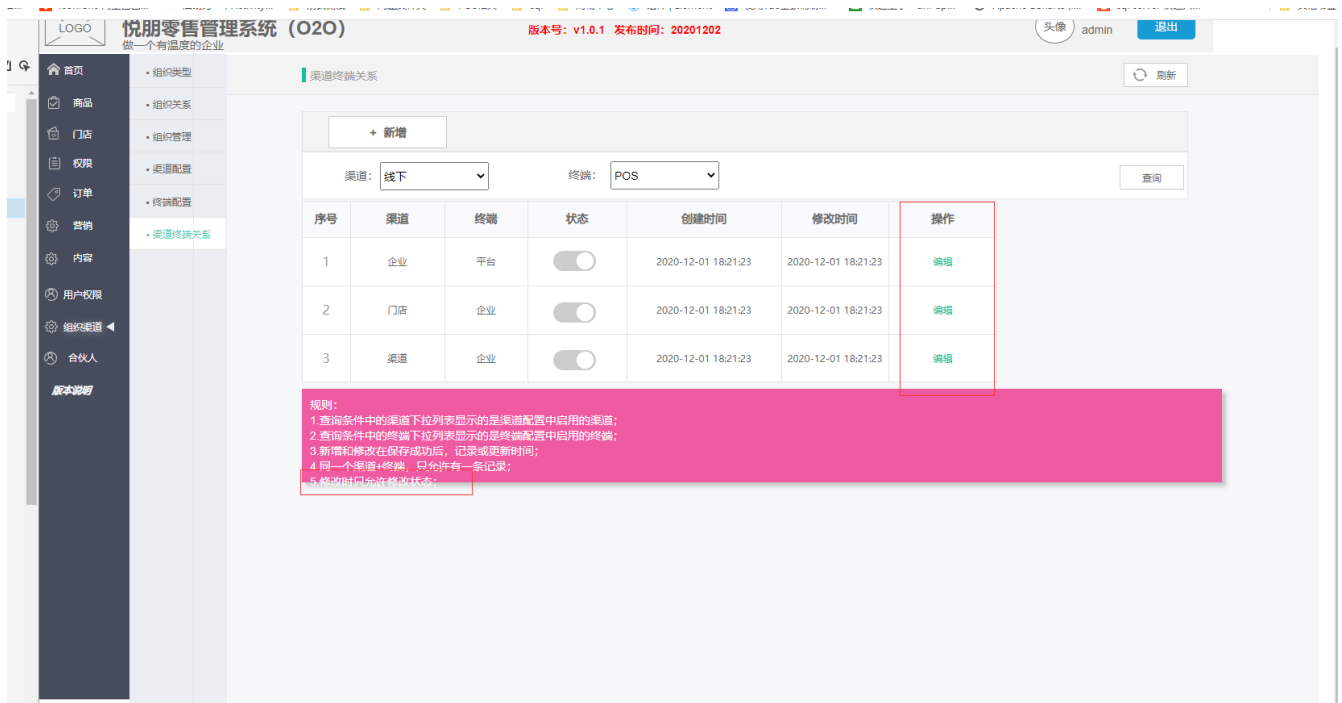 LOGO
悦朋零售管理系统（O2O）
做一个有温度的企业
版本号：v1.0.1 发布时间：20201202
头像
admin
退出
首页
商品
门店
权限
订单
营销
内容
用户权限
组织渠道
合伙人
版本说明
• 组织类型
• 组织关系
• 组织管理
• 渠道配置
• 终端配置
• 渠道终端关系
渠道终端关系
刷新
+ 新增
渠道： 线下 终端： POS 查询
序号 渠道 终端 状态 创建时间 修改时间 操作
1 企业 平台 2020-12-01 18:21:23 2020-12-01 18:21:23 编辑
2 门店 企业 2020-12-01 18:21:23 2020-12-01 18:21:23 编辑
3 渠道 企业 2020-12-01 18:21:23 2020-12-01 18:21:23 编辑
规则：
1.查询条件中的渠道下拉列表显示的是渠道配置中启用的渠道；
2.查询条件中的终端下拉列表显示的是终端配置中启用的终端；
3.新增和修改在保存成功后，记录或更新时间；
4.同一个渠道+终端，只允许有一条记录；
5.修改时只允许修改状态；